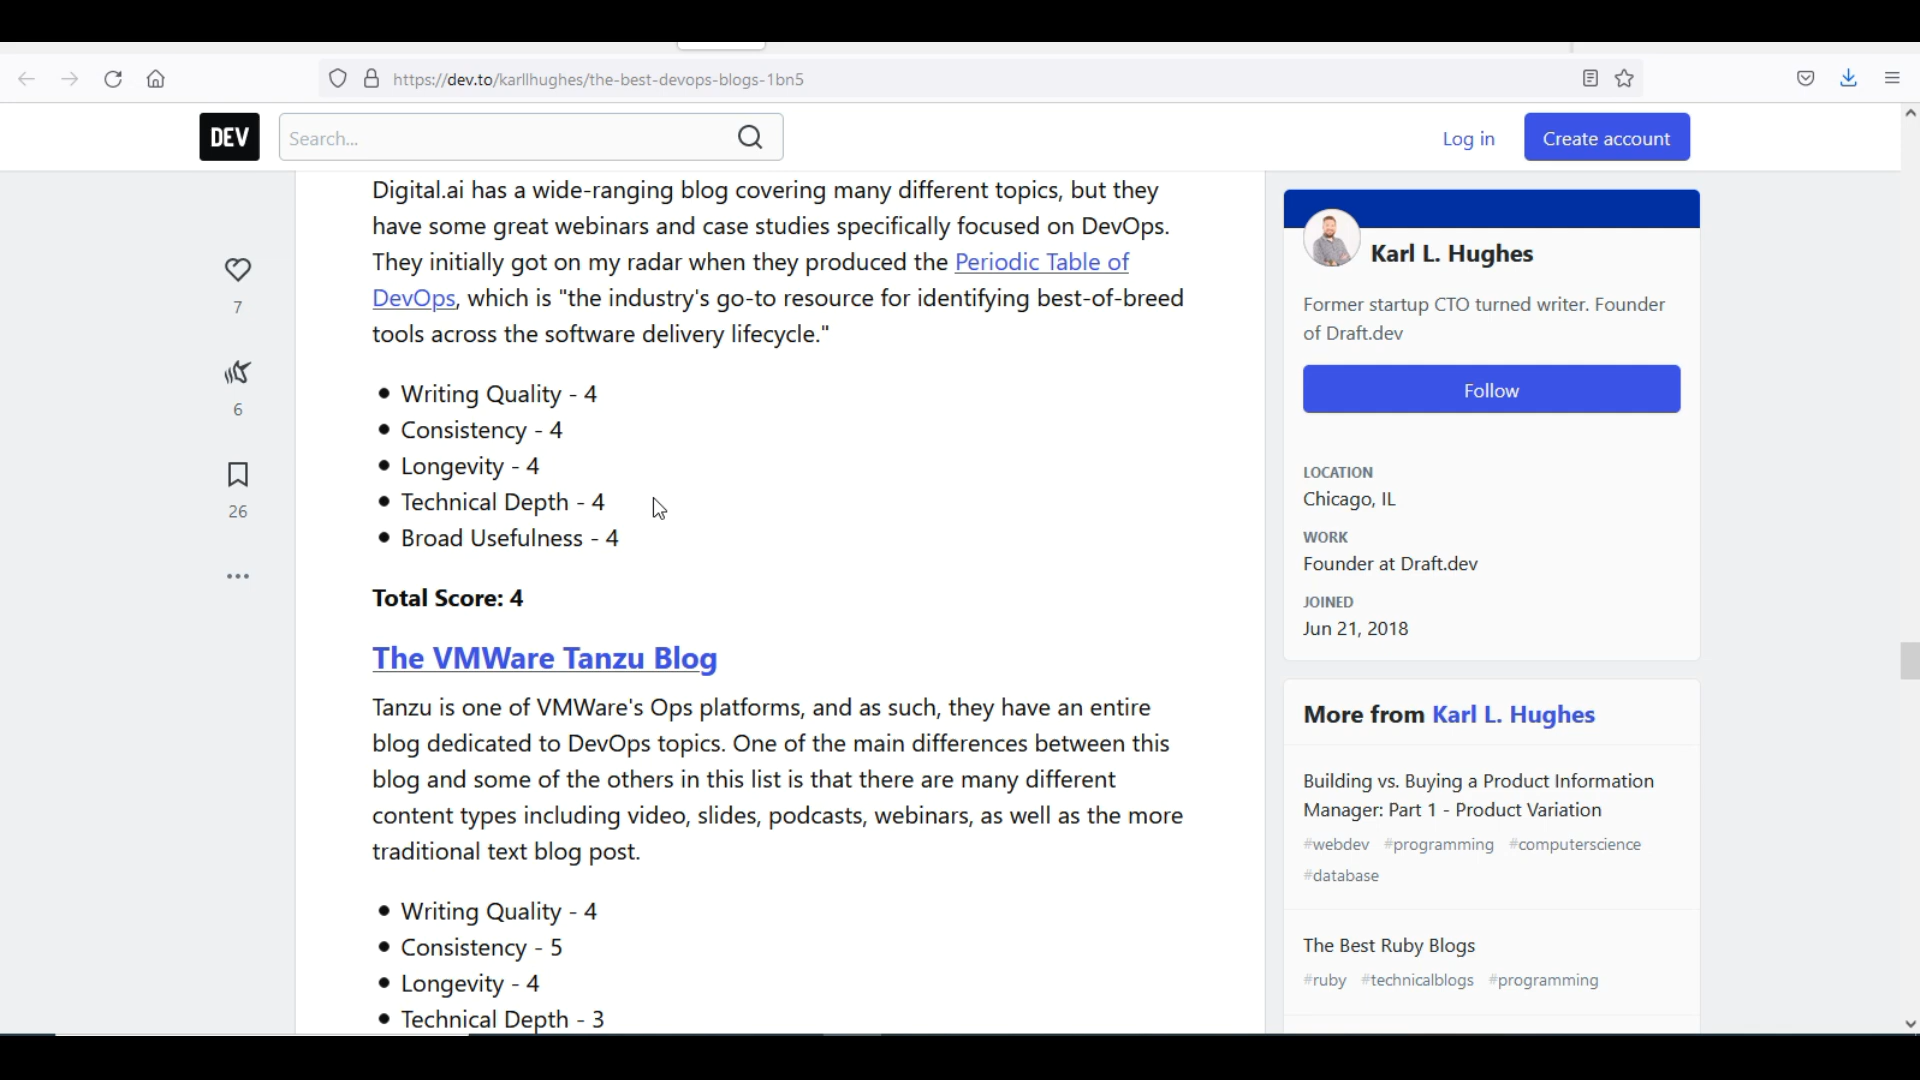 https://dev.to/karllhughes/the-best-devops-blogs-1bn5
DEV
Search...
Log in
Create account
Digital.ai has a wide-ranging blog covering many different topics, but they
have some great webinars and case studies specifically focused on DevOps.
They initially got on my radar when they produced the Periodic Table of
DevOps, which is "the industry's go-to resource for identifying best-of-breed
tools across the software delivery lifecycle."
7
6
26
Writing Quality - 4
Consistency - 4
Longevity - 4
Technical Depth - 4
Broad Usefulness - 4
Total Score: 4
The VMWare Tanzu Blog
Tanzu is one of VMWare's Ops platforms, and as such, they have an entire
blog dedicated to DevOps topics. One of the main differences between this
blog and some of the others in this list is that there are many different
content types including video, slides, podcasts, webinars, as well as the more
traditional text blog post.
Writing Quality - 4
Consistency - 5
Longevity - 4
Technical Depth - 3
Karl L. Hughes
Former startup CTO turned writer. Founder
of Draft.dev
Follow
LOCATION
Chicago, IL
WORK
Founder at Draft.dev
JOINED
Jun 21, 2018
More from Karl L. Hughes
Building vs. Buying a Product Information
Manager: Part 1 - Product Variation
#webdev #programming #computerscience
#database
The Best Ruby Blogs
#ruby #technicalblogs #programming